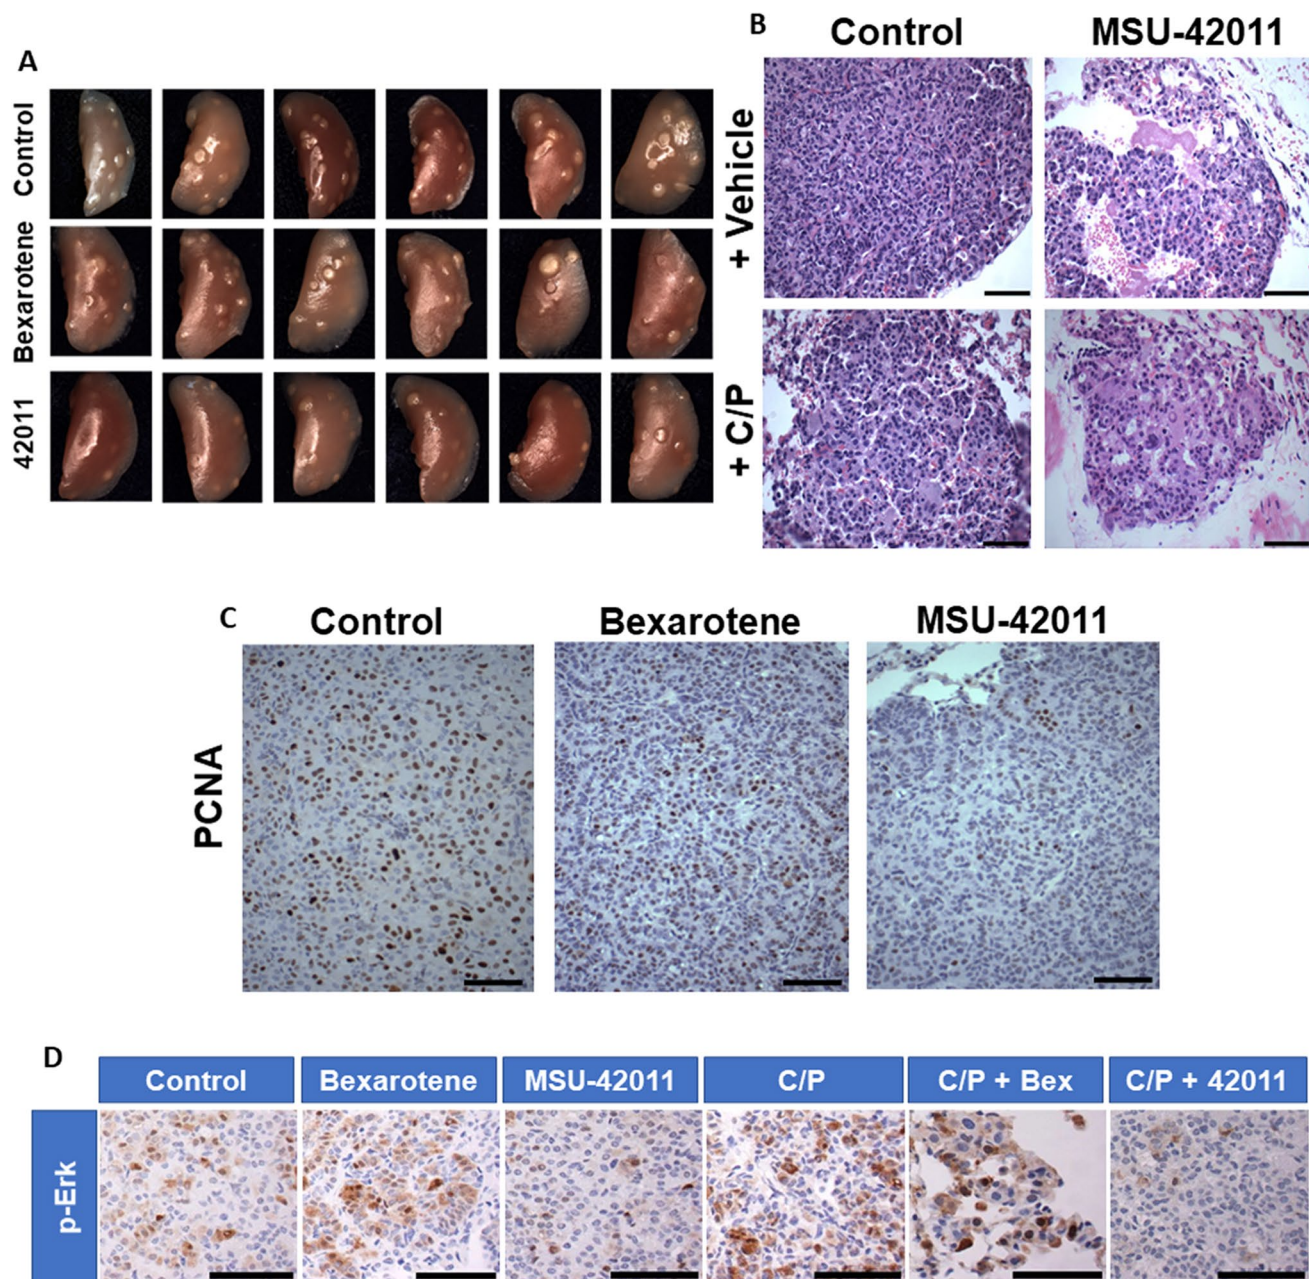 A
Control
Bexarotene
42011
B
Control
MSU-42011
+ Vehicle
+ C/P
C
Control
Bexarotene
MSU-42011
PCNA
D
Control
Bexarotene
MSU-42011
C/P
C/P + Bex
C/P + 42011
p-Erk